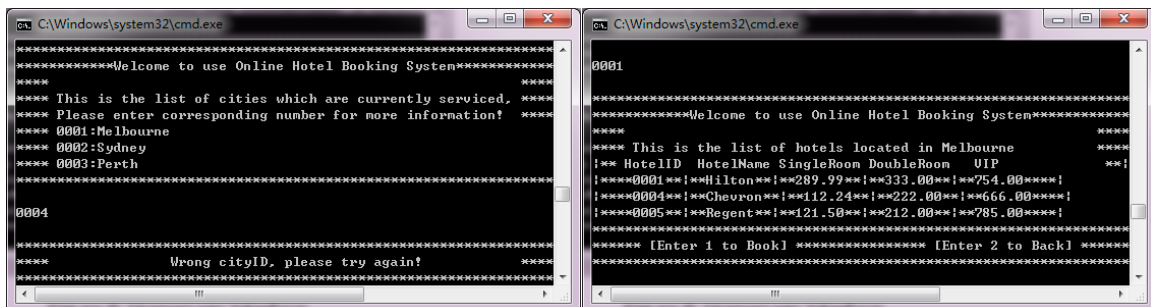 C:\Windows\system32\cmd.exe
*******************************************************************
************Welcome to use Online Hotel Booking System************
**** ****
**** This is the list of cities which are currently serviced, ****
**** Please enter corresponding number for more information! ****
**** 0001:Melbourne
**** 0002:Sydney
**** 0003:Perth
*******************************************************************
0004
*******************************************************************
**** Wrong cityID, please try again! ****
*******************************************************************
C:\Windows\system32\cmd.exe
0001
*******************************************************************
************Welcome to use Online Hotel Booking System************
**** ****
**** This is the list of hotels located in Melbourne ****
|** HotelID HotelName SingleRoom DoubleRoom VIP **|
|****0001**|**Hilton**|**289.99**|**333.00**|**754.00****|
|****0004**|**Chevron**|**112.24**|**222.00**|**666.00****|
|****0005**|**Regent**|**121.50**|**212.00**|**785.00****|
*******************************************************************
****** [Enter 1 to Book] **************** [Enter 2 to Back] ******
*******************************************************************